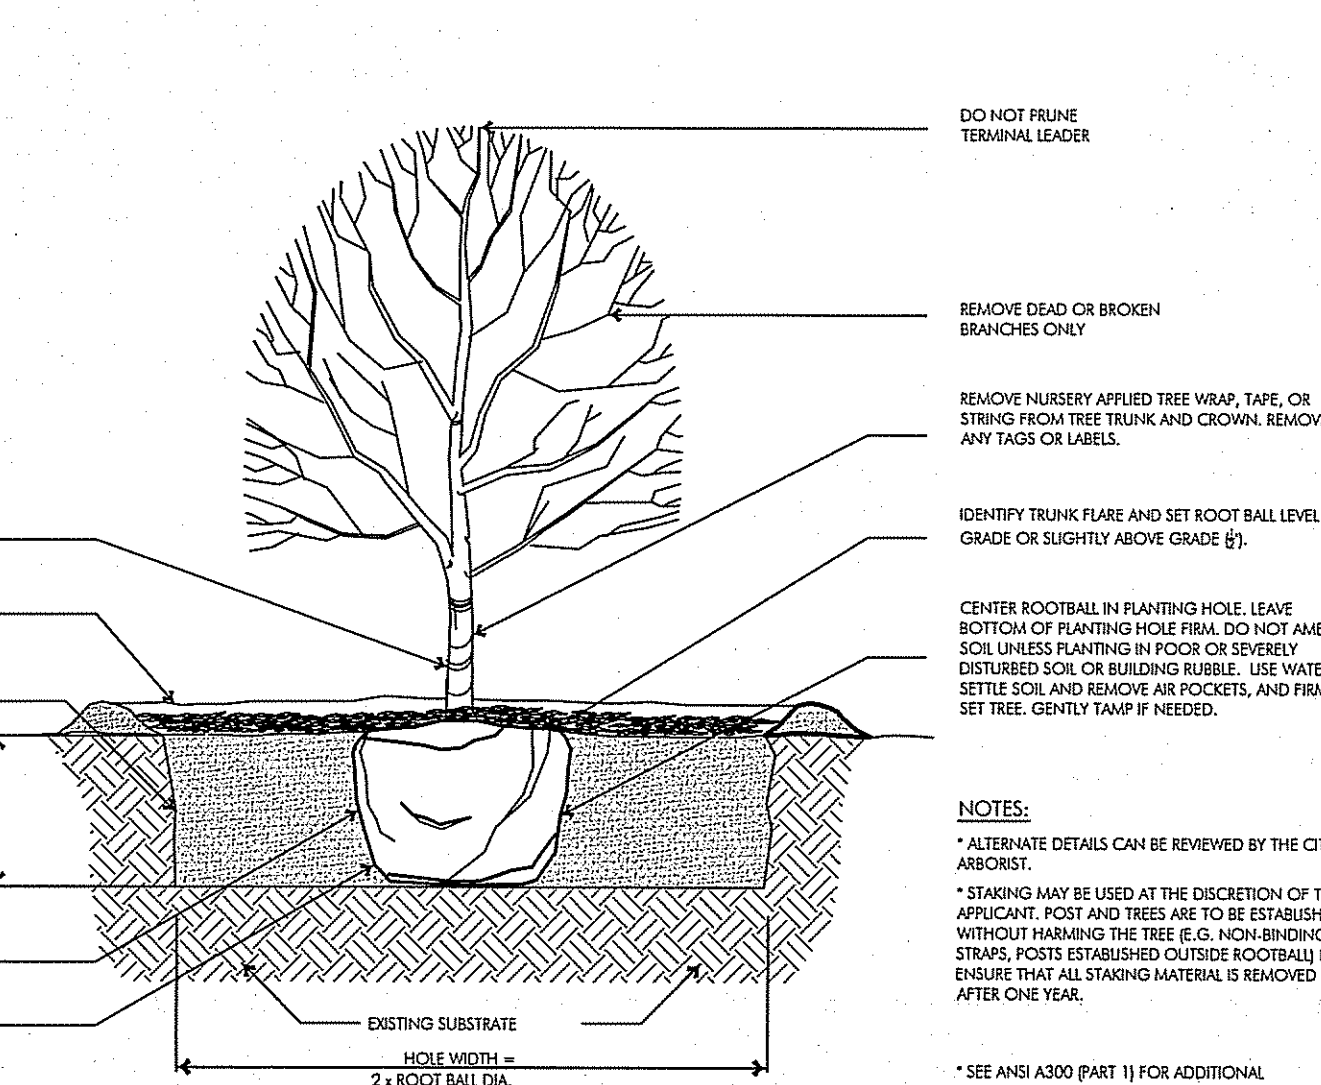 DO NOT PRUNE
TERMINAL LEADER
REMOVE DEAD OR BROKEN
BRANCHES ONLY
REMOVE NURSERY APPLIED TREE WRAP, TAPE, OR
STRING FROM TREE TRUNK AND CROWN. REMOV
ANY TAGS OR LABELS.
IDENTIFY TRUNK FLARE AND SET ROOT BALL LEVEL
GRADE OR SLIGHTLY ABOVE GRADE
CENTER ROOTBALL IN PLANTING HOLE. LEAVE
BOTTOM OF PLANTING HOLE FIRM. DO NOT AME
SOIL UNLESS PLANTING IN POOR OR SEVERELY
DISTURBED SOIL OR BUILDING RUBBLE. USE WATE
SETTLE SOIL AND REMOVE AIR POCKETS, AND FIRM
SET TREE. GENTLY TAMP IF NEEDED.
NOTES:
* ALTERNATE DETAILS CAN BE REVIEWED BY THE CI
ARBORIST.
* STAKING MAY BE USED AT THE DISCRETION OF T
APPLICANT. POST AND TREES ARE TO BE ESTABLISH
WITHOUT HARMING THE TREE (E.G. NON-BINDING
STRAPS, POSTS ESTABLISHED OUTSIDE ROOTBALL)
ENSURE THAT ALL STAKING MATERIAL IS REMOVED
AFTER ONE YEAR.
EXISTING SUBSTRATE
HOLE WIDTH =
2 x ROOT BALL DIA.
* SEE ANSI A300 (PART 1) FOR ADDITIONAL